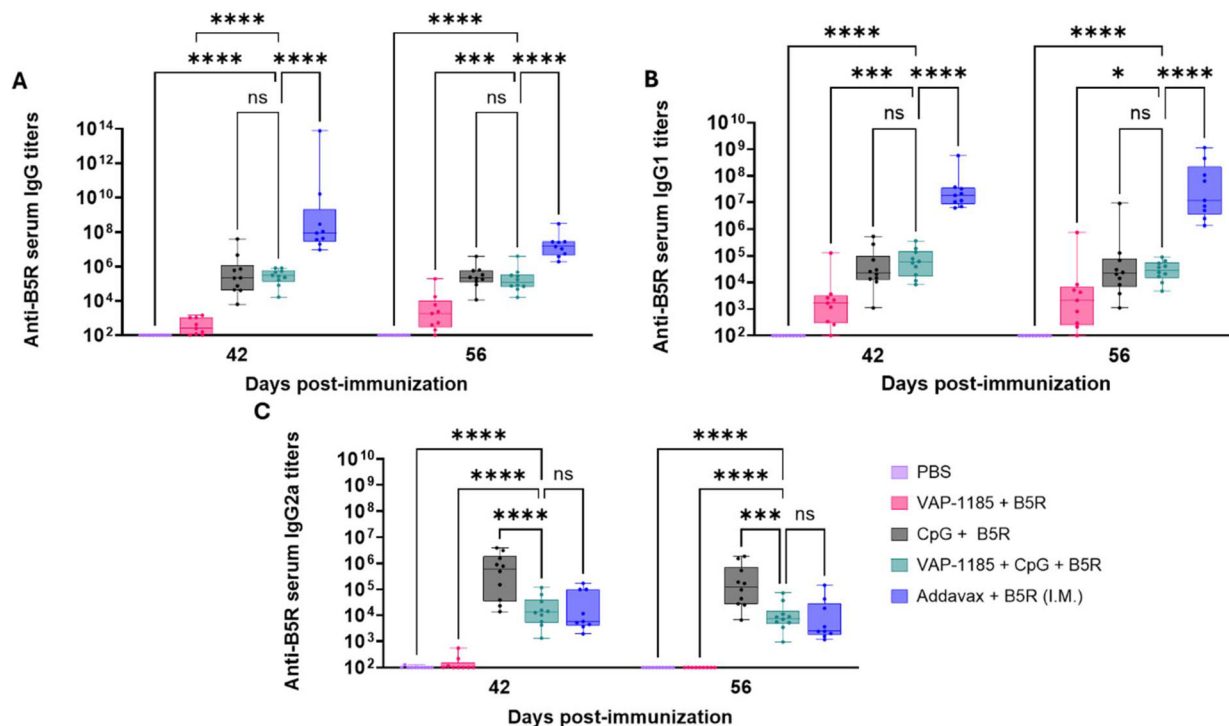 A
Anti-B5R serum IgG titers
**** ****
**** **** *** ****
ns ns
10^14
10^12
10^10
10^8
10^6
10^4
10^2
42 56
Days post-immunization
B
Anti-B5R serum IgG1 titers
**** ****
*** **** * ****
ns ns
10^10
10^9
10^8
10^7
10^6
10^5
10^4
10^3
10^2
42 56
Days post-immunization
C
Anti-B5R serum IgG2a titers
**** ****
**** ns ****
**** *** ns
10^10
10^9
10^8
10^7
10^6
10^5
10^4
10^3
10^2
42 56
Days post-immunization
PBS
VAP-1185 + B5R
CpG + B5R
VAP-1185 + CpG + B5R
Addavax + B5R (I.M.)